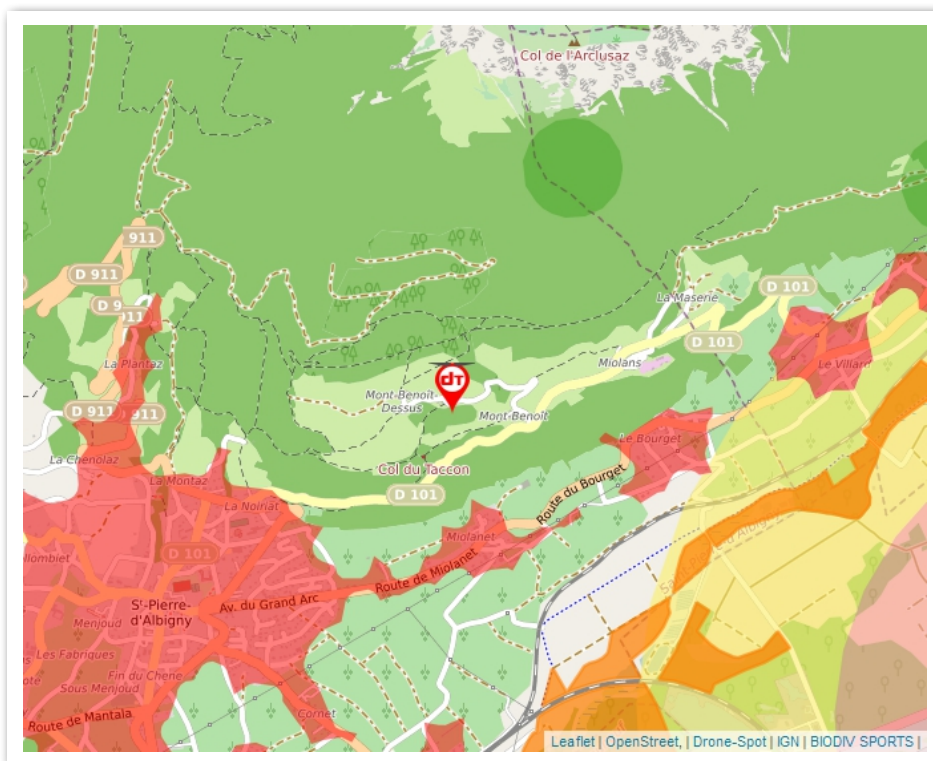 Col de l'Arclusaz
911
D 911
D 9
911
La Plantaz
D 911
911
La Chenolaz
La Montaz
La Noiriat
D 101
La Maserie
D 101
D 101
Miolans
Le Villard
dT
Mont-Benoît-
Dessus
Mont-Benoît
Col du Taccon
D 101
Le Bourget
Route du Bourget
Miolanet
Route de Miolanet
Av. du Grand Arc
St-Pierre-
d'Albigny
Menjoud
Les Fabriques
Fin du Chene
Sous Menjoud
Cornet
Route de Mantala
Leaflet | OpenStreet, | Drone-Spot | IGN | BIODIV SPORTS |